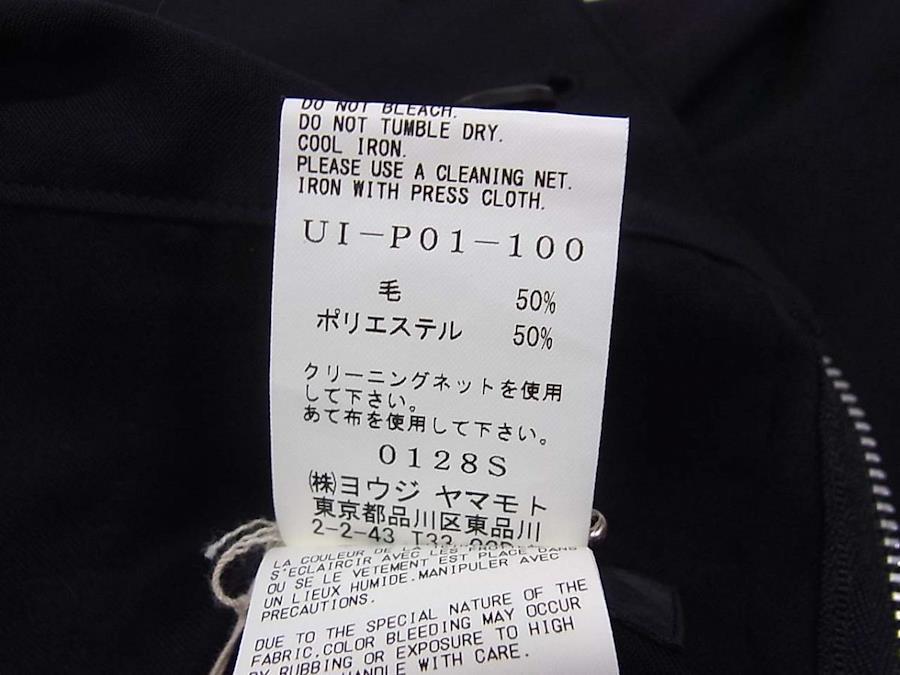 DO NOT BLEACH.
DO NOT TUMBLE DRY.
COOL IRON.
PLEASE USE A CLEANING NET.
IRON WITH PRESS CLOTH.
UI-P01-100
毛 50%
ポリエステル 50%
クリーニングネットを使用
して下さい。
あて布を使用して下さい。
0128S
㈱ヨウジ ヤマモト
東京都品川区東品川
2-2-43
LA COULEUR DE LA
S'ECLAIRCIR AVEC LES
OU SE LE VETEMENT EST PLACE DANS
UN LIEUX HUMIDE.MANIPULER AVEC
PRECAUTIONS.
DUE TO THE SPECIAL NATURE OF THE
FABRIC,COLOR BLEEDING MAY OCCUR
BY RUBBING OR EXPOSURE TO HIGH
HANDLE WITH CARE.